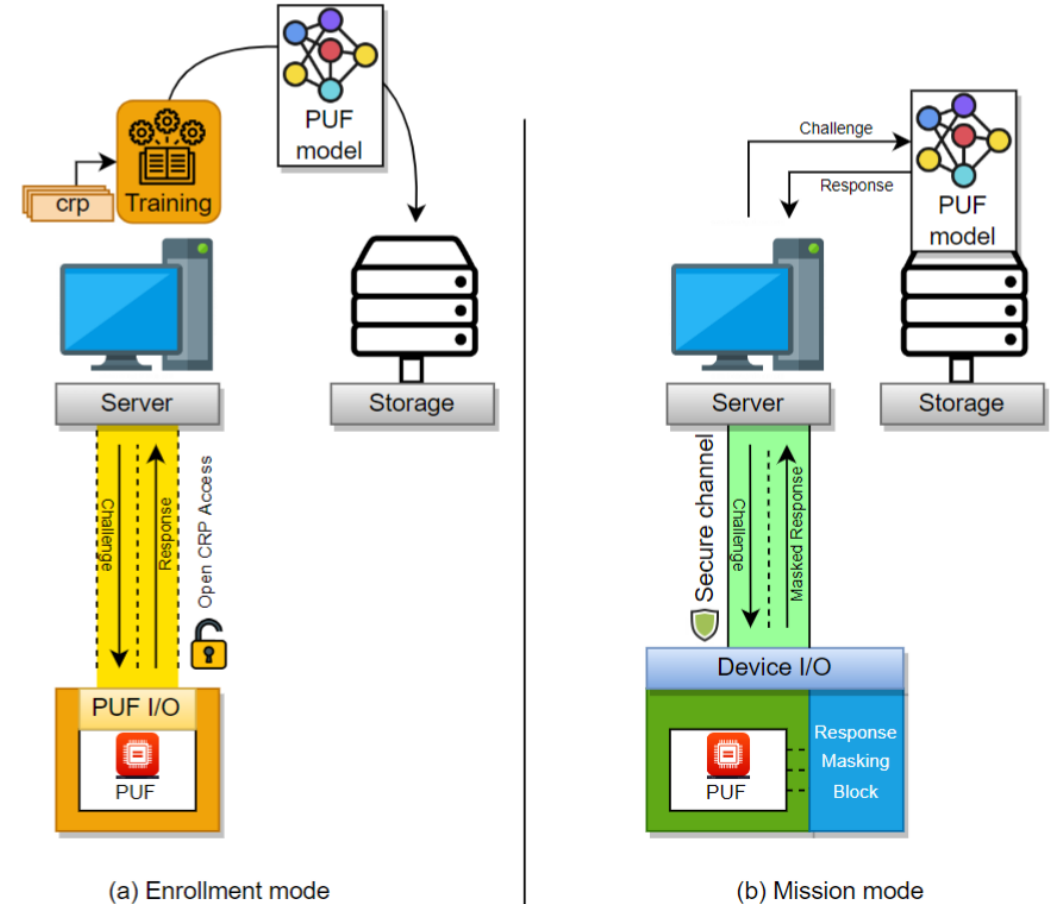 PUF
model
crp
Training
Server
Storage
Challenge
Response
Open CRP Access
PUF I/O
PUF
(a) Enrollment mode
Challenge
Response
PUF
model
Server
Storage
Secure channel
Challenge
Masked Response
Device I/O
PUF
Response
Masking
Block
(b) Mission mode